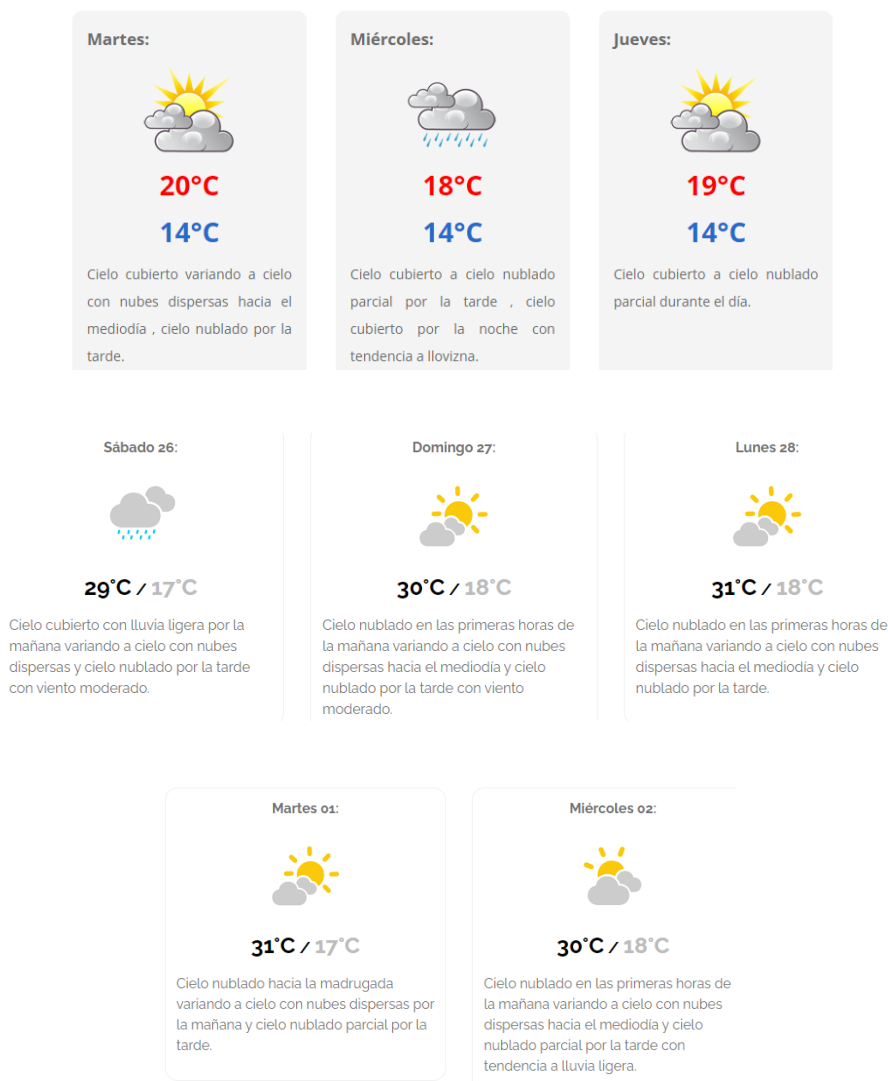 Martes:
20°C
14°C
Cielo cubierto variando a cielo
con nubes dispersas hacia el
mediodía , cielo nublado por la
tarde.
Miércoles:
18°C
14°C
Cielo cubierto a cielo nublado
parcial por la tarde , cielo
cubierto por la noche con
tendencia a llovizna.
Jueves:
19°C
14°C
Cielo cubierto a cielo nublado
parcial durante el día.
Sábado 26:
29°C / 17°C
Cielo cubierto con lluvia ligera por la
mañana variando a cielo con nubes
dispersas y cielo nublado por la tarde
con viento moderado.
Domingo 27:
30°C / 18°C
Cielo nublado en las primeras horas de
la mañana variando a cielo con nubes
dispersas hacia el mediodía y cielo
nublado por la tarde con viento
moderado.
Lunes 28:
31°C / 18°C
Cielo nublado en las primeras horas de
la mañana variando a cielo con nubes
dispersas hacia el mediodía y cielo
nublado por la tarde.
Martes 01:
31°C / 17°C
Cielo nublado hacia la madrugada
variando a cielo con nubes dispersas por
la mañana y cielo nublado parcial por la
tarde.
Miércoles 02:
30°C / 18°C
Cielo nublado en las primeras horas de
la mañana variando a cielo con nubes
dispersas hacia el mediodía y cielo
nublado parcial por la tarde con
tendencia a lluvia ligera.